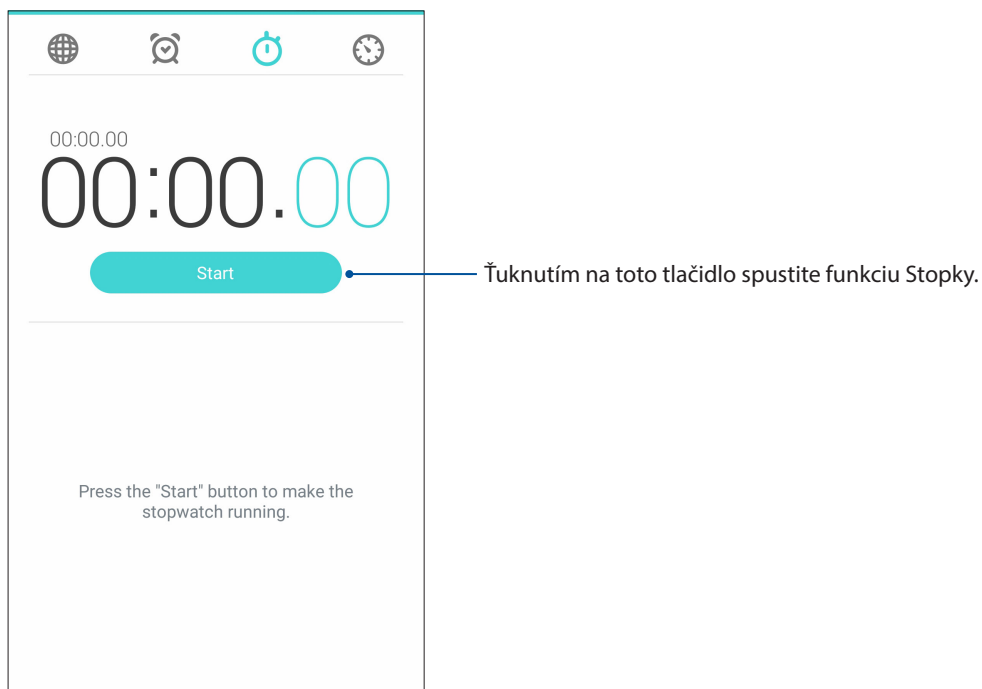 00:00.00
00:00.00
Start
Ťuknutím na toto tlačidlo spustite funkciu Stopky.
Press the "Start" button to make the
stopwatch running.